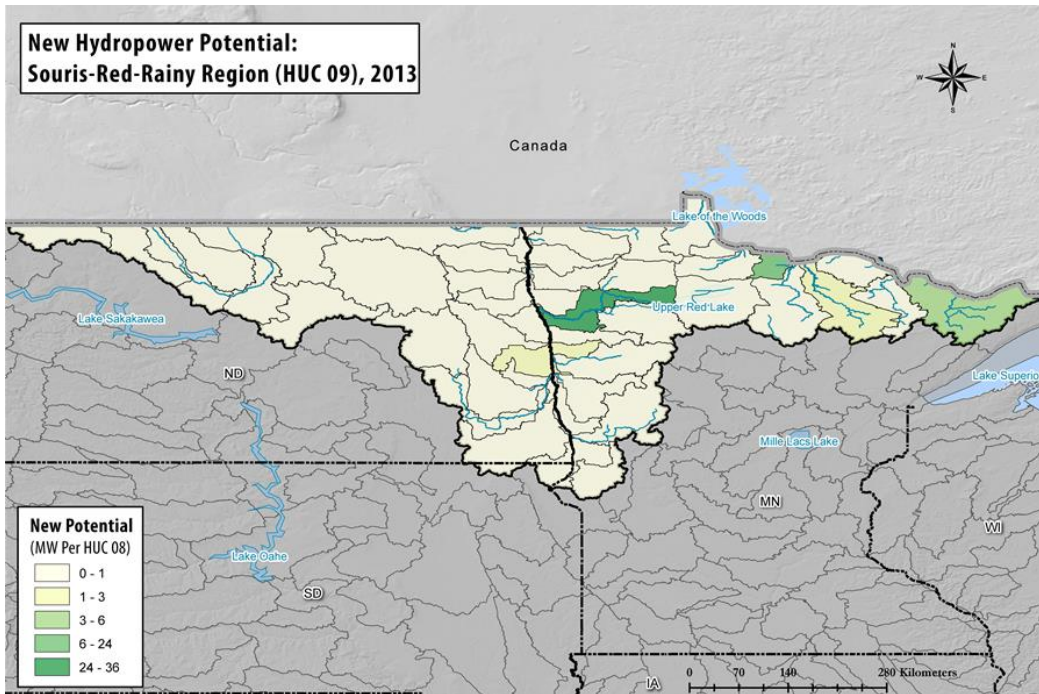 New Hydropower Potential:
Souris-Red-Rainy Region (HUC 09), 2013
N
W E
S
Canada
Lake of the Woods
Upper Red Lake
Lake Sakakawea
ND
Lake Superio
Mille Lacs Lake
MN
WI
Lake Oahe
SD
IA
New Potential
(MW Per HUC 08)
0 - 1
1 - 3
3 - 6
6 - 24
24 - 36
0 70 140 280 Kilometers